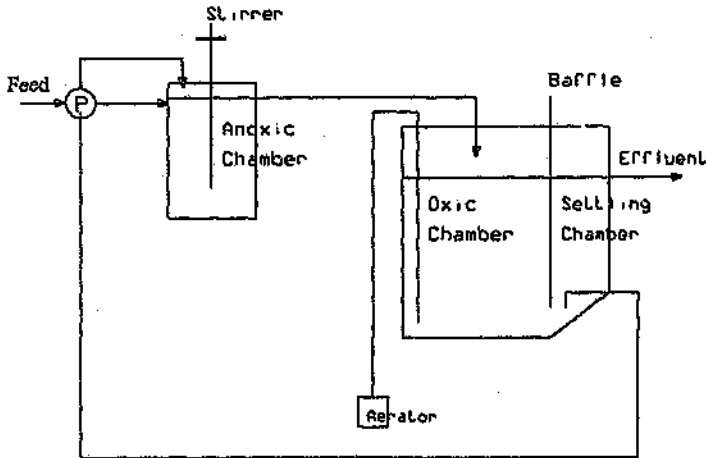 Stirrer
Feed
P
Anoxic
Chamber
Baffle
Effluent
Oxic
Chamber
Settling
Chamber
Aerator